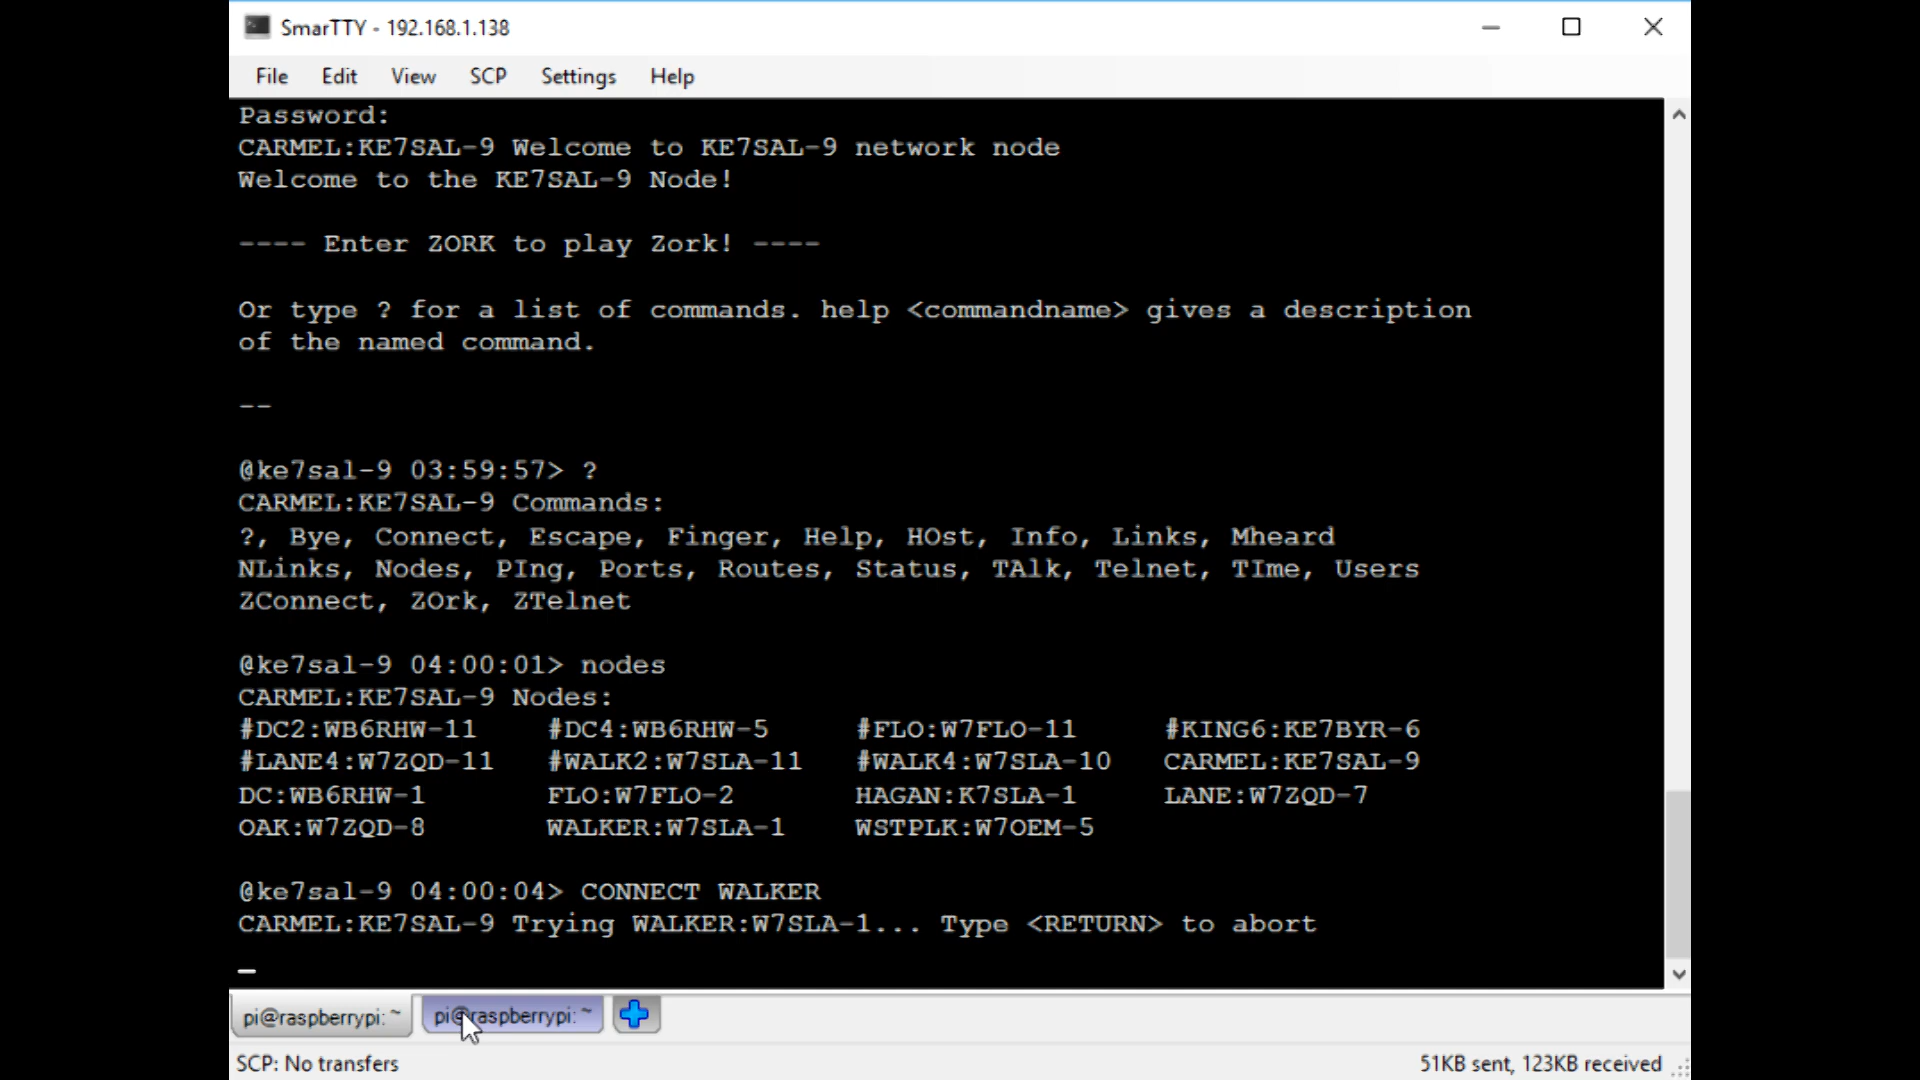 SmarTTY - 192.168.1.138
File Edit View SCP Settings Help
Password:
CARMEL:KE7SAL-9 Welcome to KE7SAL-9 network node
Welcome to the KE7SAL-9 Node!
---- Enter ZORK to play Zork! ----
Or type ? for a list of commands. help <commandname> gives a description
of the named command.
--
@ke7sal-9 03:59:57> ?
CARMEL:KE7SAL-9 Commands:
?, Bye, Connect, Escape, Finger, Help, HOst, Info, Links, Mheard
NLinks, Nodes, PIng, Ports, Routes, Status, TAlk, Telnet, TIme, Users
ZConnect, ZOrk, ZTelnet
@ke7sal-9 04:00:01> nodes
CARMEL:KE7SAL-9 Nodes:
#DC2:WB6RHW-11 #DC4:WB6RHW-5 #FLO:W7FLO-11 #KING6:KE7BYR-6
#LANE4:W7ZQD-11 #WALK2:W7SLA-11 #WALK4:W7SLA-10 CARMEL:KE7SAL-9
DC:WB6RHW-1 FLO:W7FLO-2 HAGAN:K7SLA-1 LANE:W7ZQD-7
OAK:W7ZQD-8 WALKER:W7SLA-1 WSTPLK:W7OEM-5
@ke7sal-9 04:00:04> CONNECT WALKER
CARMEL:KE7SAL-9 Trying WALKER:W7SLA-1... Type <RETURN> to abort
pi@raspberrypi: ~ pi@raspberrypi: ~
SCP: No transfers 51KB sent, 123KB received